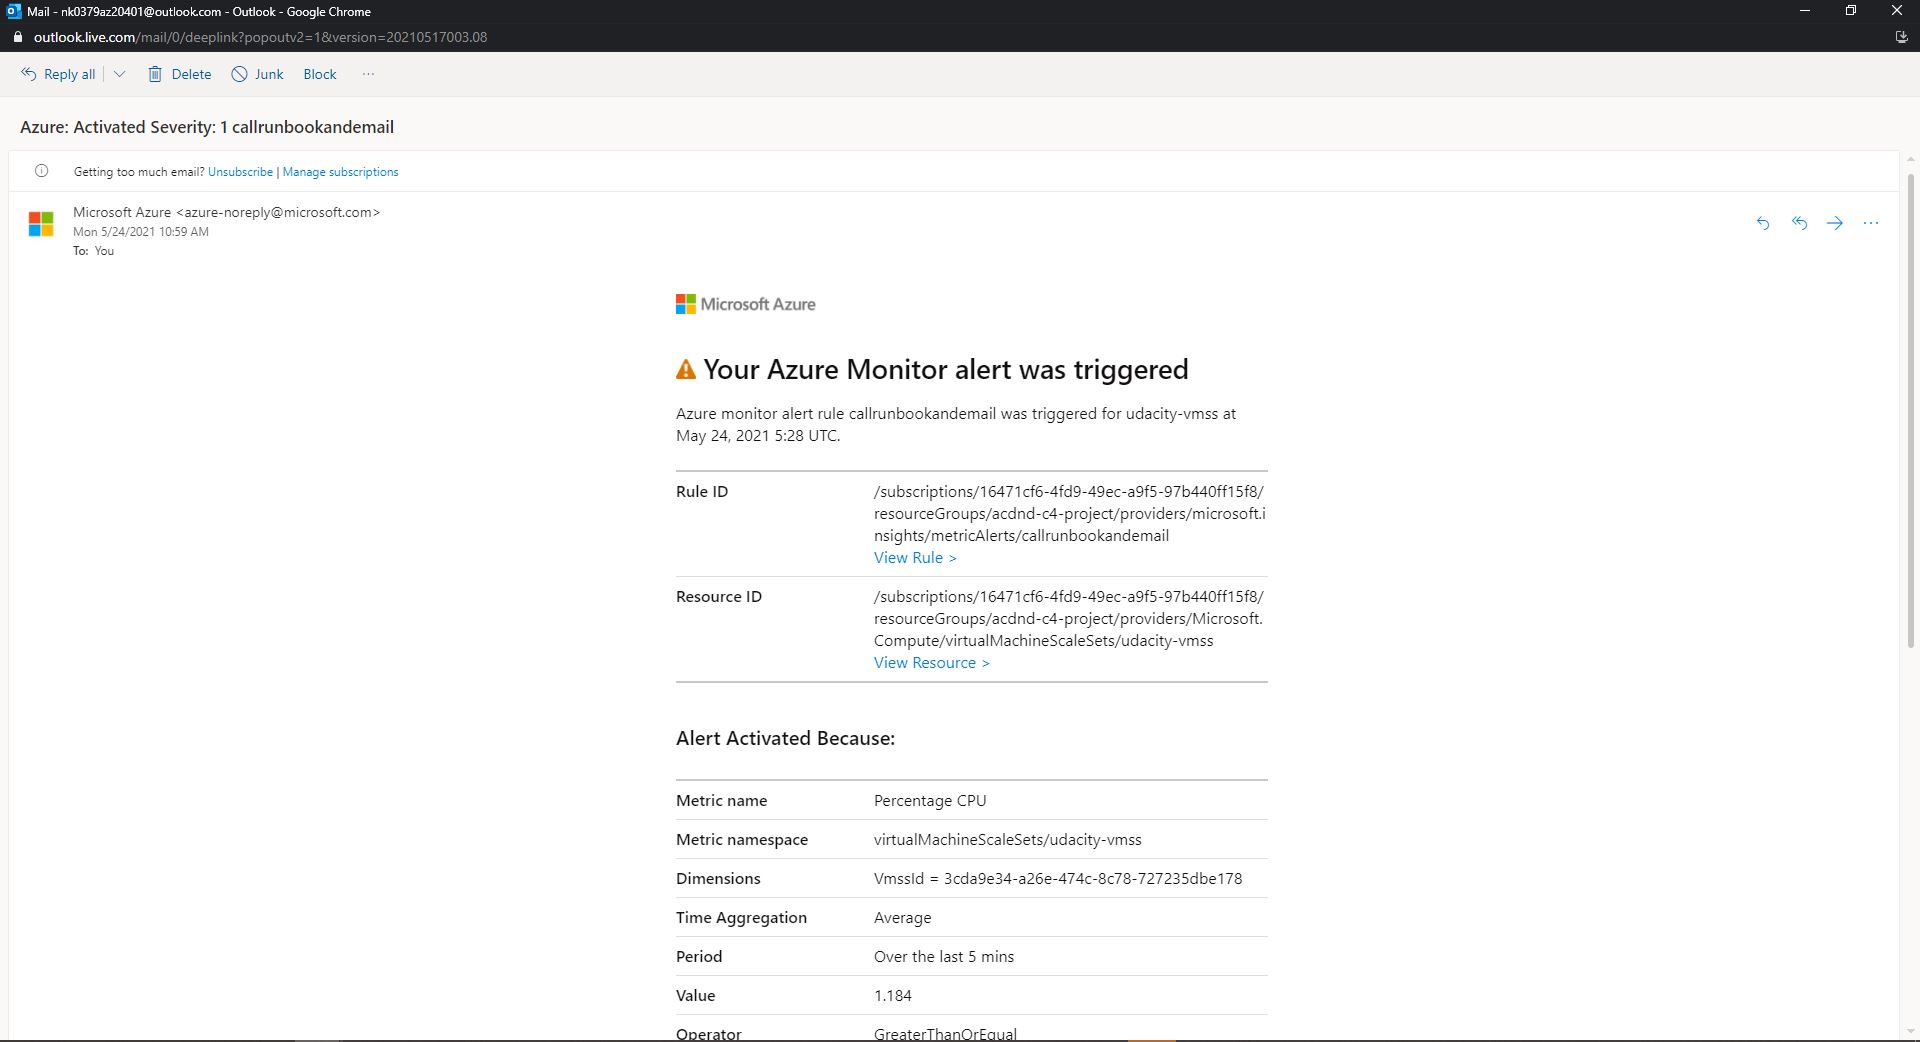 Mail - nk0379az20401@outlook.com - Outlook - Google Chrome
outlook.live.com/mail/0/deeplink?popoutv2=1&version=20210517003.08
Reply all Delete Junk Block ...
Azure: Activated Severity: 1 callrunbookandemail
Getting too much email? Unsubscribe | Manage subscriptions
Microsoft Azure <azure-noreply@microsoft.com>
Mon 5/24/2021 10:59 AM
To: You
Microsoft Azure
Your Azure Monitor alert was triggered
Azure monitor alert rule callrunbookandemail was triggered for udacity-vmss at
May 24, 2021 5:28 UTC.
Rule ID /subscriptions/16471cf6-4fd9-49ec-a9f5-97b440ff15f8/
resourceGroups/acdnd-c4-project/providers/microsoft.i
nsights/metricAlerts/callrunbookandemail
View Rule >
Resource ID /subscriptions/16471cf6-4fd9-49ec-a9f5-97b440ff15f8/
resourceGroups/acdnd-c4-project/providers/Microsoft.
Compute/virtualMachineScaleSets/udacity-vmss
View Resource >
Alert Activated Because:
Metric name Percentage CPU
Metric namespace virtualMachineScaleSets/udacity-vmss
Dimensions VmssId = 3cda9e34-a26e-474c-8c78-727235dbe178
Time Aggregation Average
Period Over the last 5 mins
Value 1.184
Operator GreaterThanOrEqual